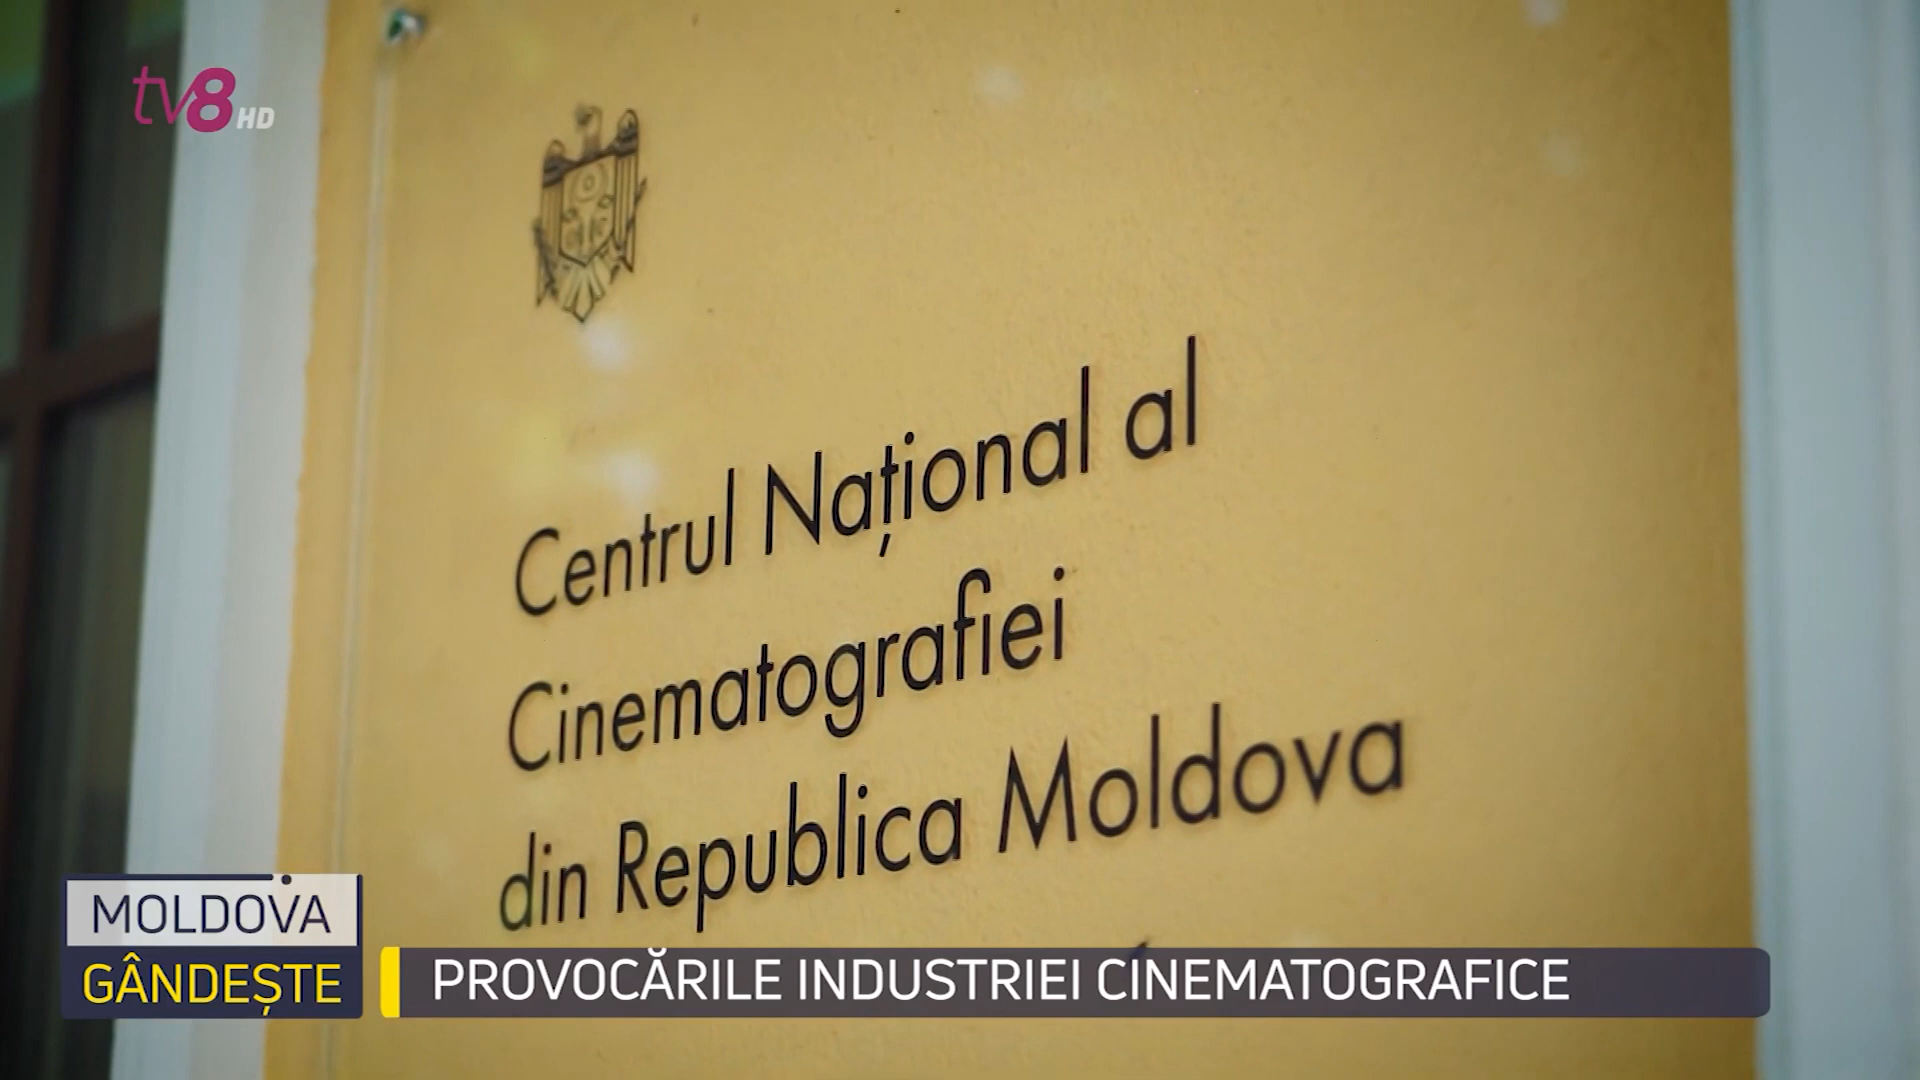 tv8 HD
Centrul Național al
Cinematografiei
din Republica Moldova
MOLDOVA
GÂNDEȘTE
PROVOCĂRILE INDUSTRIEI CINEMATOGRAFICE